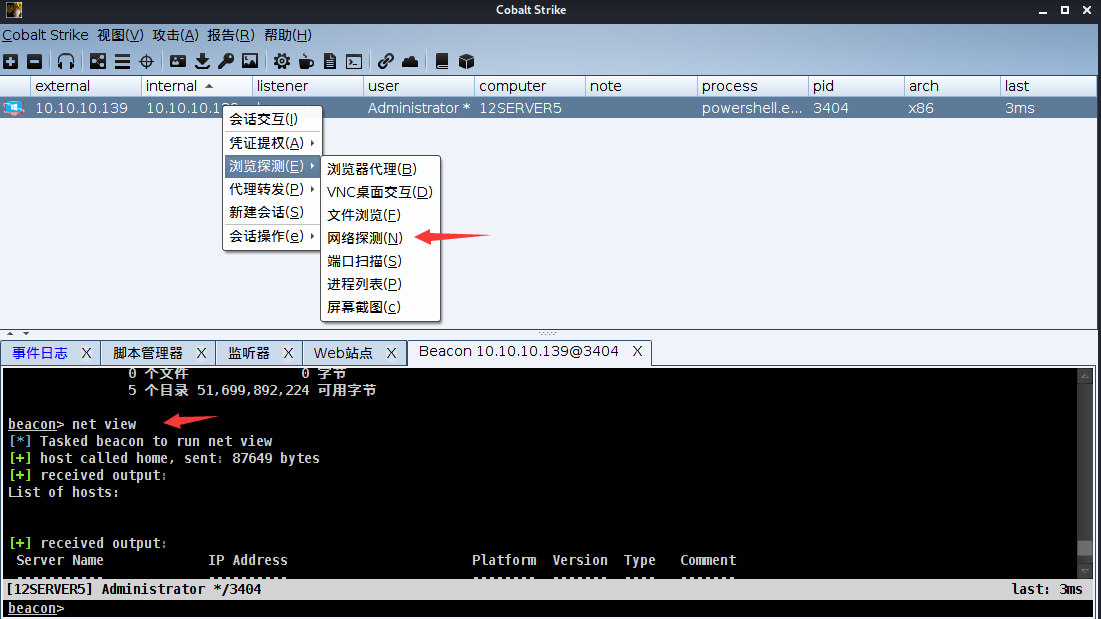 Cobalt Strike
Cobalt Strike 视图(V) 攻击(A) 报告(R) 帮助(H)
external internal listener user computer note process pid arch last
10.10.10.139 Administrator * 12SERVER5 powershell.e... 3404 x86 3ms
会话交互(I)
凭证提权(A)
浏览探测(E)
代理转发(P)
新建会话(S)
会话操作(e)
浏览器代理(B)
VNC桌面交互(D)
文件浏览(F)
网络探测(N)
端口扫描(S)
进程列表(P)
屏幕截图(c)
事件日志 X 脚本管理器 X 监听器 X Web站点 X Beacon 10.10.10.139@3404 X
0 个文件 0 字节
5 个目录 51,699,892,224 可用字节
beacon> net view
[*] Tasked beacon to run net view
[+] host called home, sent: 87649 bytes
[+] received output:
List of hosts:
[+] received output:
Server Name IP Address Platform Version Type Comment
----------- ---------- -------- ------- ---- -------
[12SERVER5] Administrator */3404 last: 3ms
beacon>